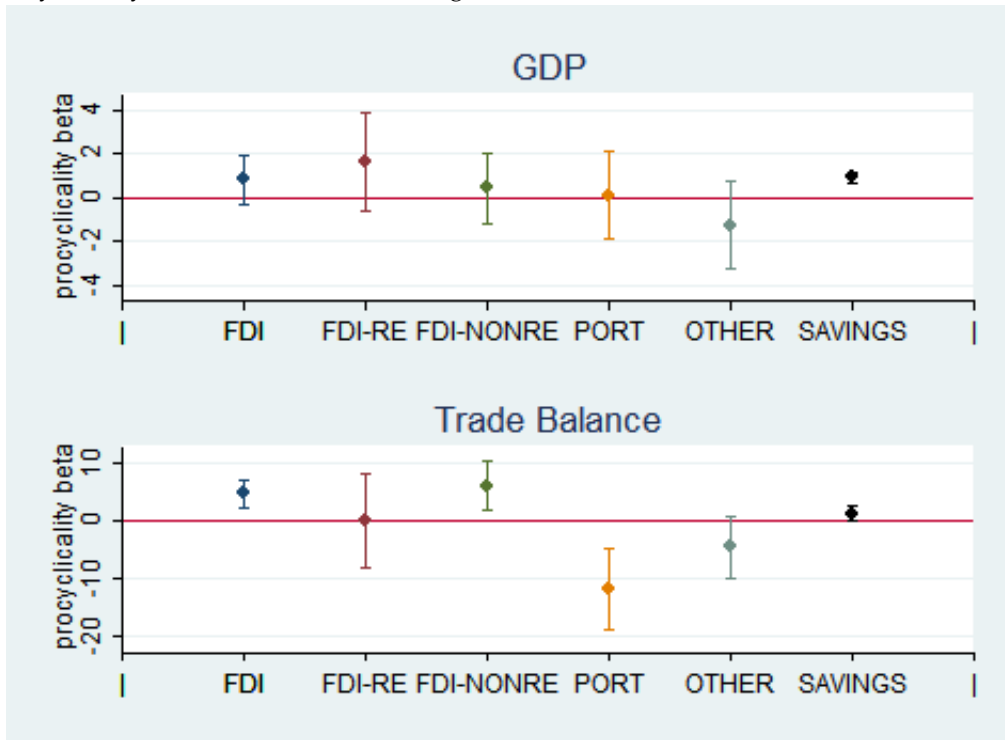 GDP
procyclicality beta
4
2
0
-2
-4
| FDI FDI-RE FDI-NONRE PORT OTHER SAVINGS |
Trade Balance
procyclicality beta
10
0
-10
-20
| FDI FDI-RE FDI-NONRE PORT OTHER SAVINGS |